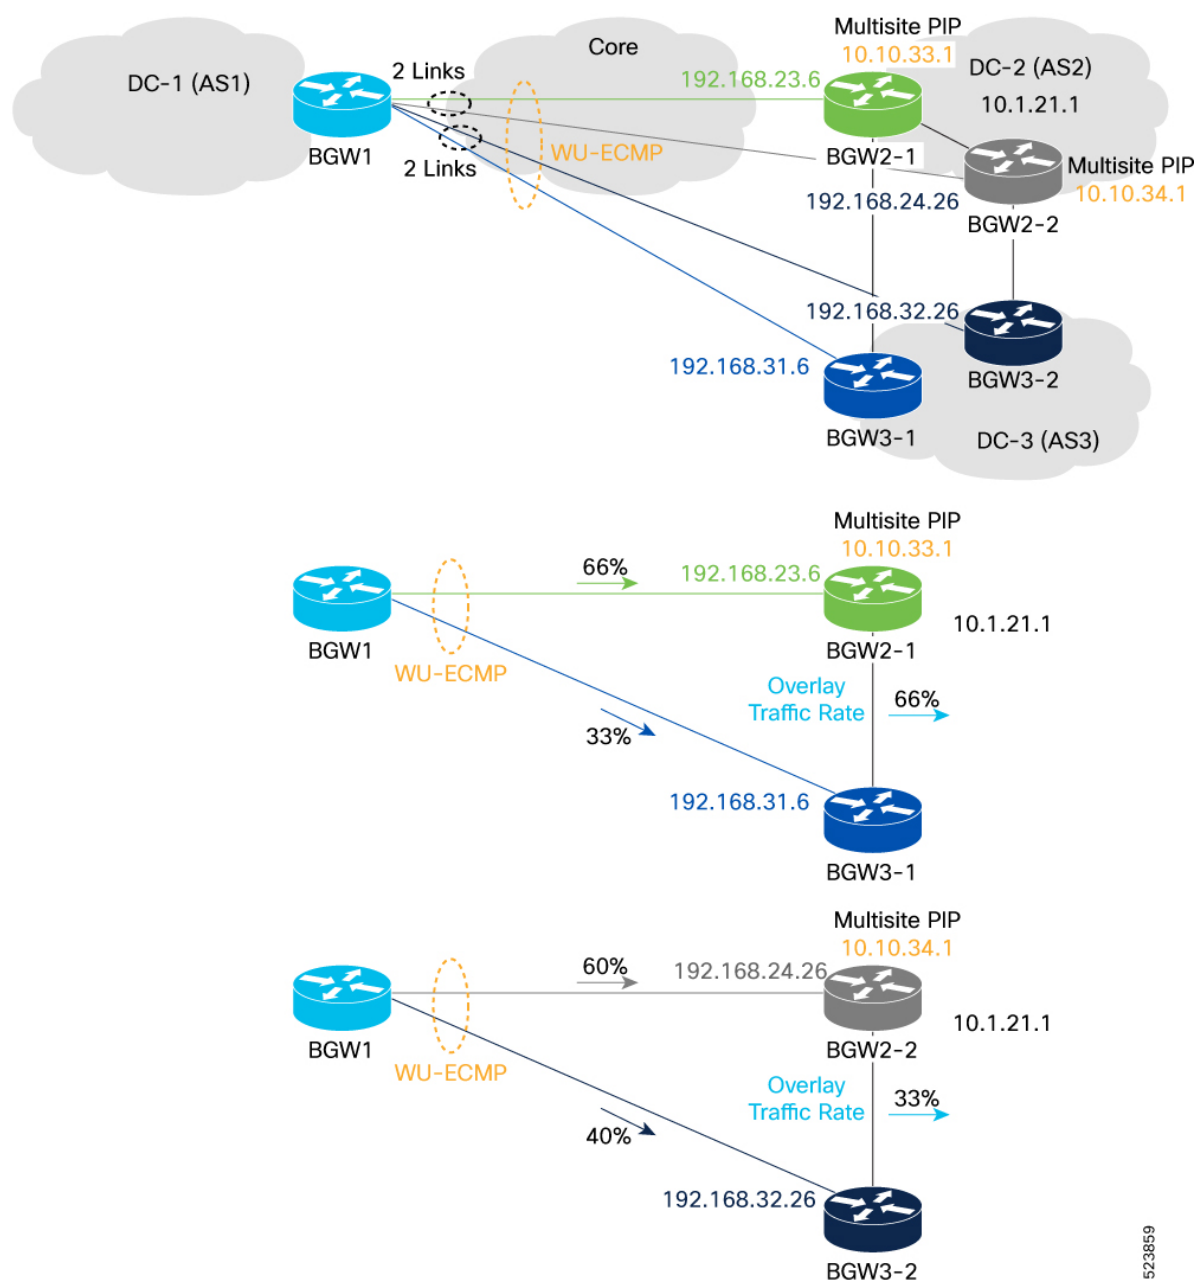 Multisite PIP
10.10.33.1
Core
DC-1 (AS1)
2 Links
192.168.23.6
DC-2 (AS2)
10.1.21.1
BGW1
2 Links
WU-ECMP
BGW2-1
Multisite PIP
10.10.34.1
192.168.24.26
BGW2-2
192.168.32.26
192.168.31.6
BGW3-2
BGW3-1
DC-3 (AS3)
Multisite PIP
10.10.33.1
66%
192.168.23.6
10.1.21.1
BGW1
BGW2-1
WU-ECMP
Overlay
Traffic Rate
66%
33%
192.168.31.6
BGW3-1
Multisite PIP
10.10.34.1
60%
192.168.24.26
10.1.21.1
BGW1
BGW2-2
WU-ECMP
Overlay
Traffic Rate
33%
40%
192.168.32.26
BGW3-2
523859